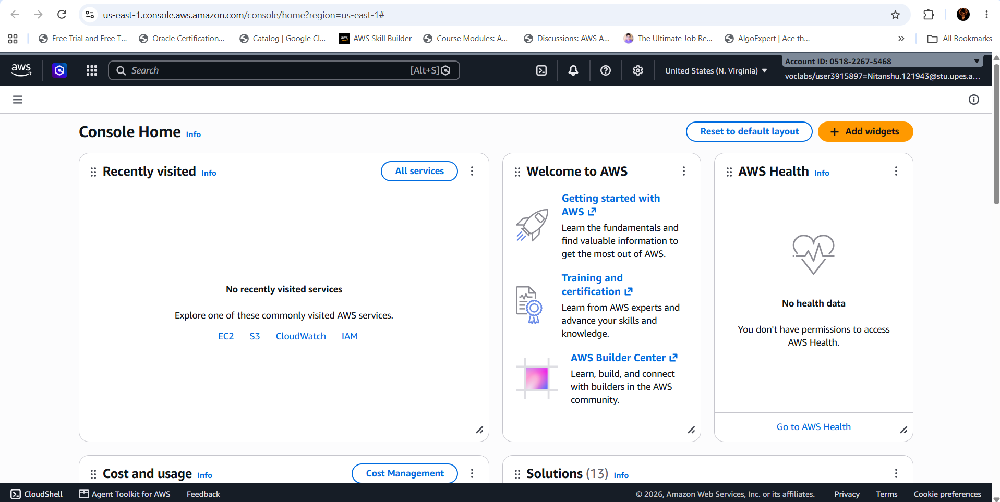 us-east-1.console.aws.amazon.com/console/home?region=us-east-1#
Free Trial and Free T... Oracle Certification... Catalog | Google Cl... aws AWS Skill Builder Course Modules: A... Discussions: AWS A... The Ultimate Job Re... AlgoExpert | Ace th... » All Bookmarks
aws Search [Alt+S] United States (N. Virginia) Account ID: 0518-2267-5468
voclabs/user3915897=Nitanshu.121943@stu.upes.a...
Console Home Info Reset to default layout + Add widgets
Recently visited Info All services
No recently visited services
Explore one of these commonly visited AWS services.
EC2 S3 CloudWatch IAM
Welcome to AWS
Getting started with
AWS
Learn the fundamentals and
find valuable information to
get the most out of AWS.
Training and
certification
Learn from AWS experts and
advance your skills and
knowledge.
AWS Builder Center
Learn, build, and connect
with builders in the AWS
community.
AWS Health Info
No health data
You don't have permissions to access
AWS Health.
Go to AWS Health
Cost and usage Info Cost Management
Solutions (13) Info
CloudShell Agent Toolkit for AWS Feedback © 2026, Amazon Web Services, Inc. or its affiliates. Privacy Terms Cookie preferences